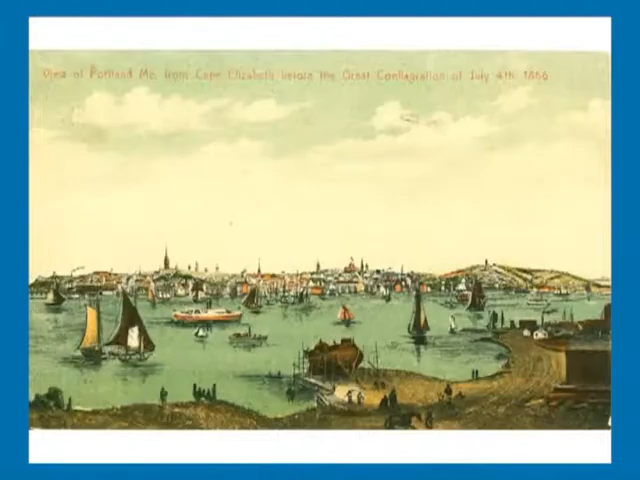 View of Portland Me. from Cape Elizabeth before the Great Conflagration of July 4th. 1866